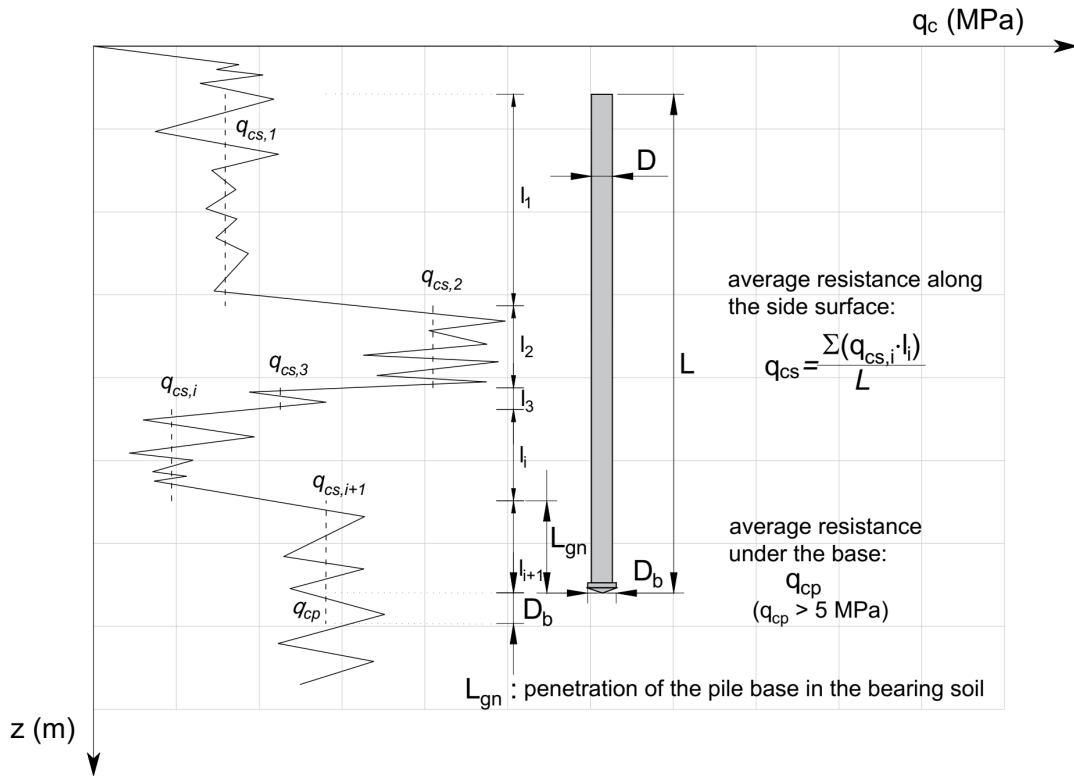 q_c (MPa)
q_cs,1
D
l_1
q_cs,2
average resistance along
the side surface:
l_2
L
q_cs = Σ(q_cs,i·l_i)/L
q_cs,3
q_cs,i
l_3
l_i
q_cs,i+1
average resistance
under the base:
L_gn
l_i+1
D_b
q_cp
(q_cp > 5 MPa)
q_cp
D_b
L_gn : penetration of the pile base in the bearing soil
z (m)